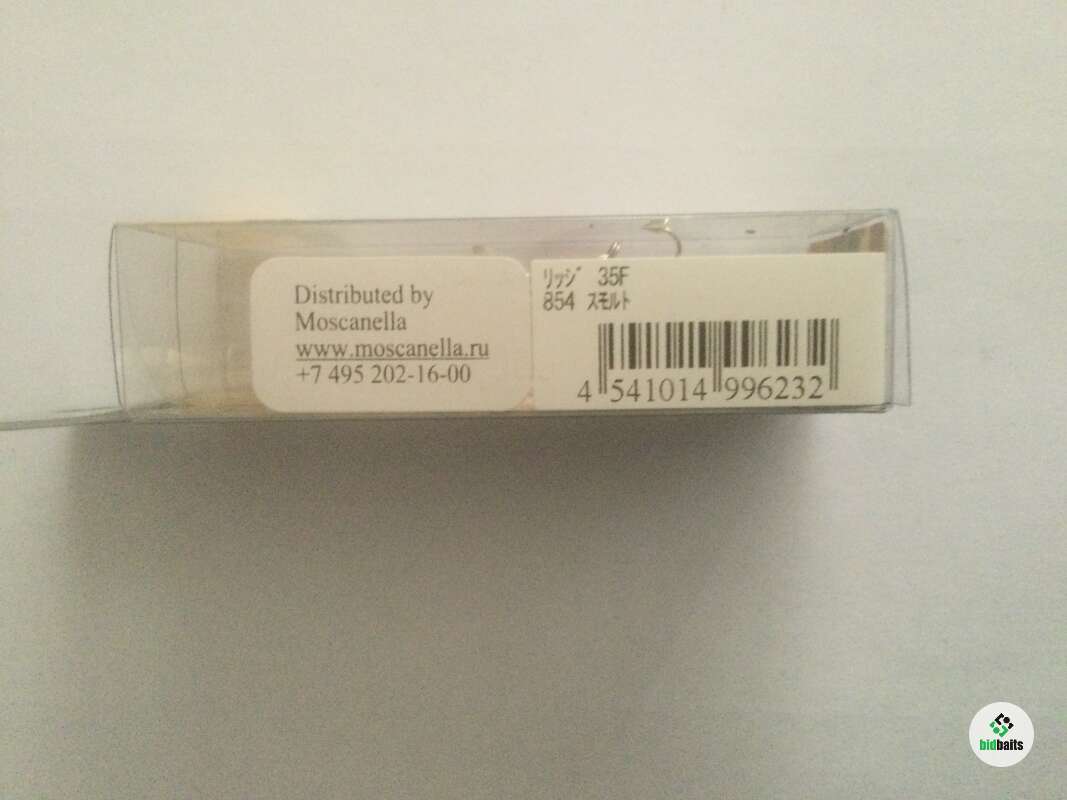 Distributed by
Moscanella
www.moscanella.ru
+7 495 202-16-00
ﾘｯｼﾞ 35F
854 ｽﾓﾙﾄ
4 541014 996232
bidbaits